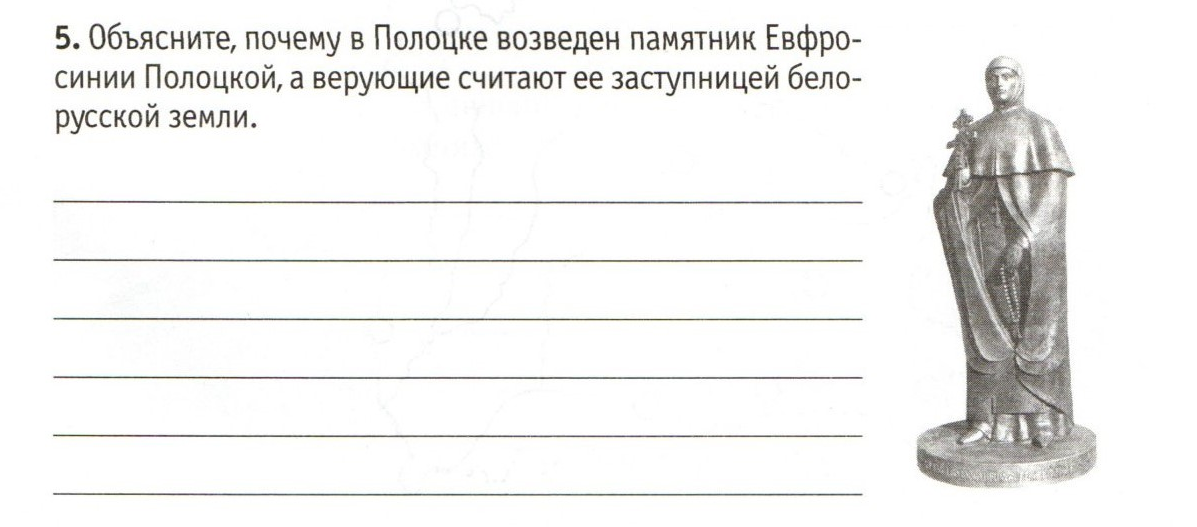 5. Объясните, почему в Полоцке возведен памятник Евфро-
синии Полоцкой, а верующие считают ее заступницей бело-
русской земли.